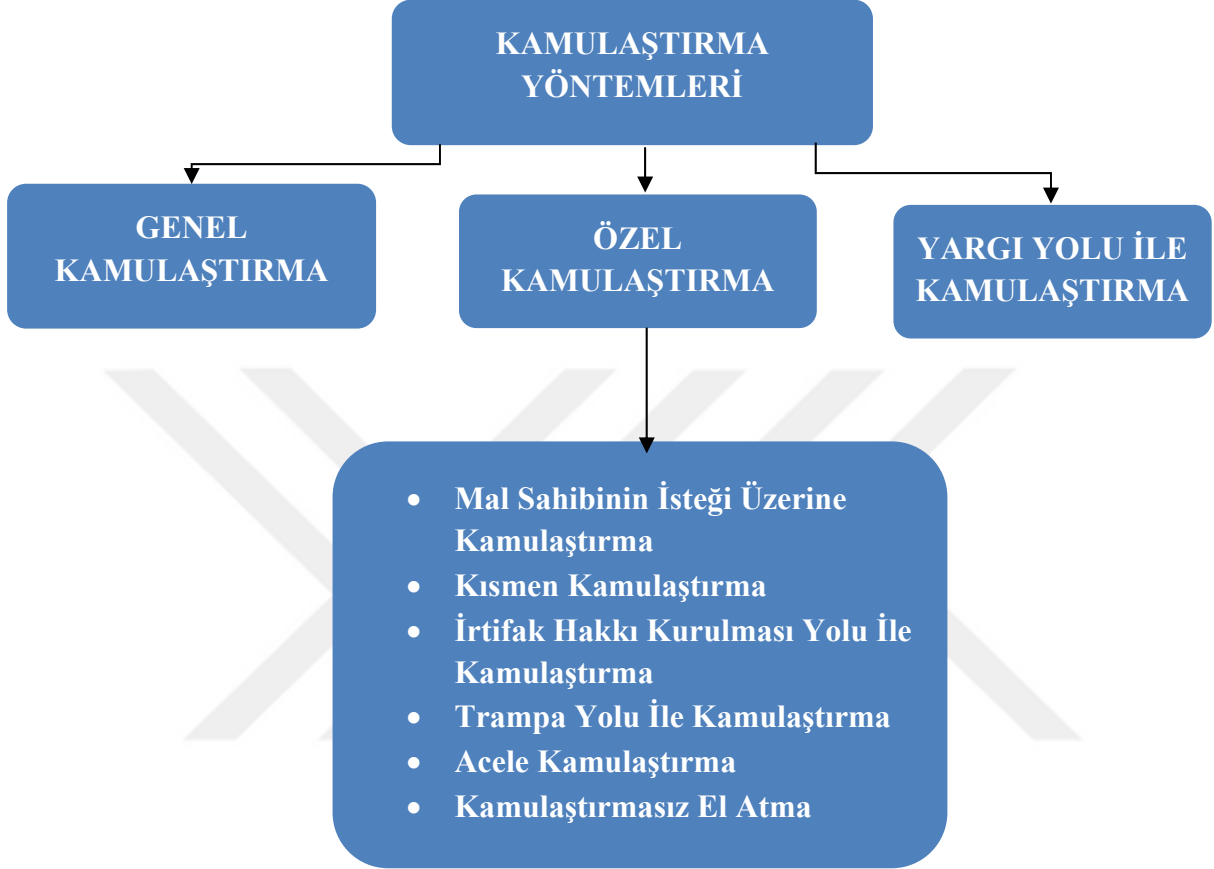 KAMULAŞTIRMA
YÖNTEMLERİ
GENEL
KAMULAŞTIRMA
ÖZEL
KAMULAŞTIRMA
YARGI YOLU İLE
KAMULAŞTIRMA
• Mal Sahibinin İsteği Üzerine
Kamulaştırma
• Kısmen Kamulaştırma
• İrtifak Hakkı Kurulması Yolu İle
Kamulaştırma
• Trampa Yolu İle Kamulaştırma
• Acele Kamulaştırma
• Kamulaştırmasız El Atma